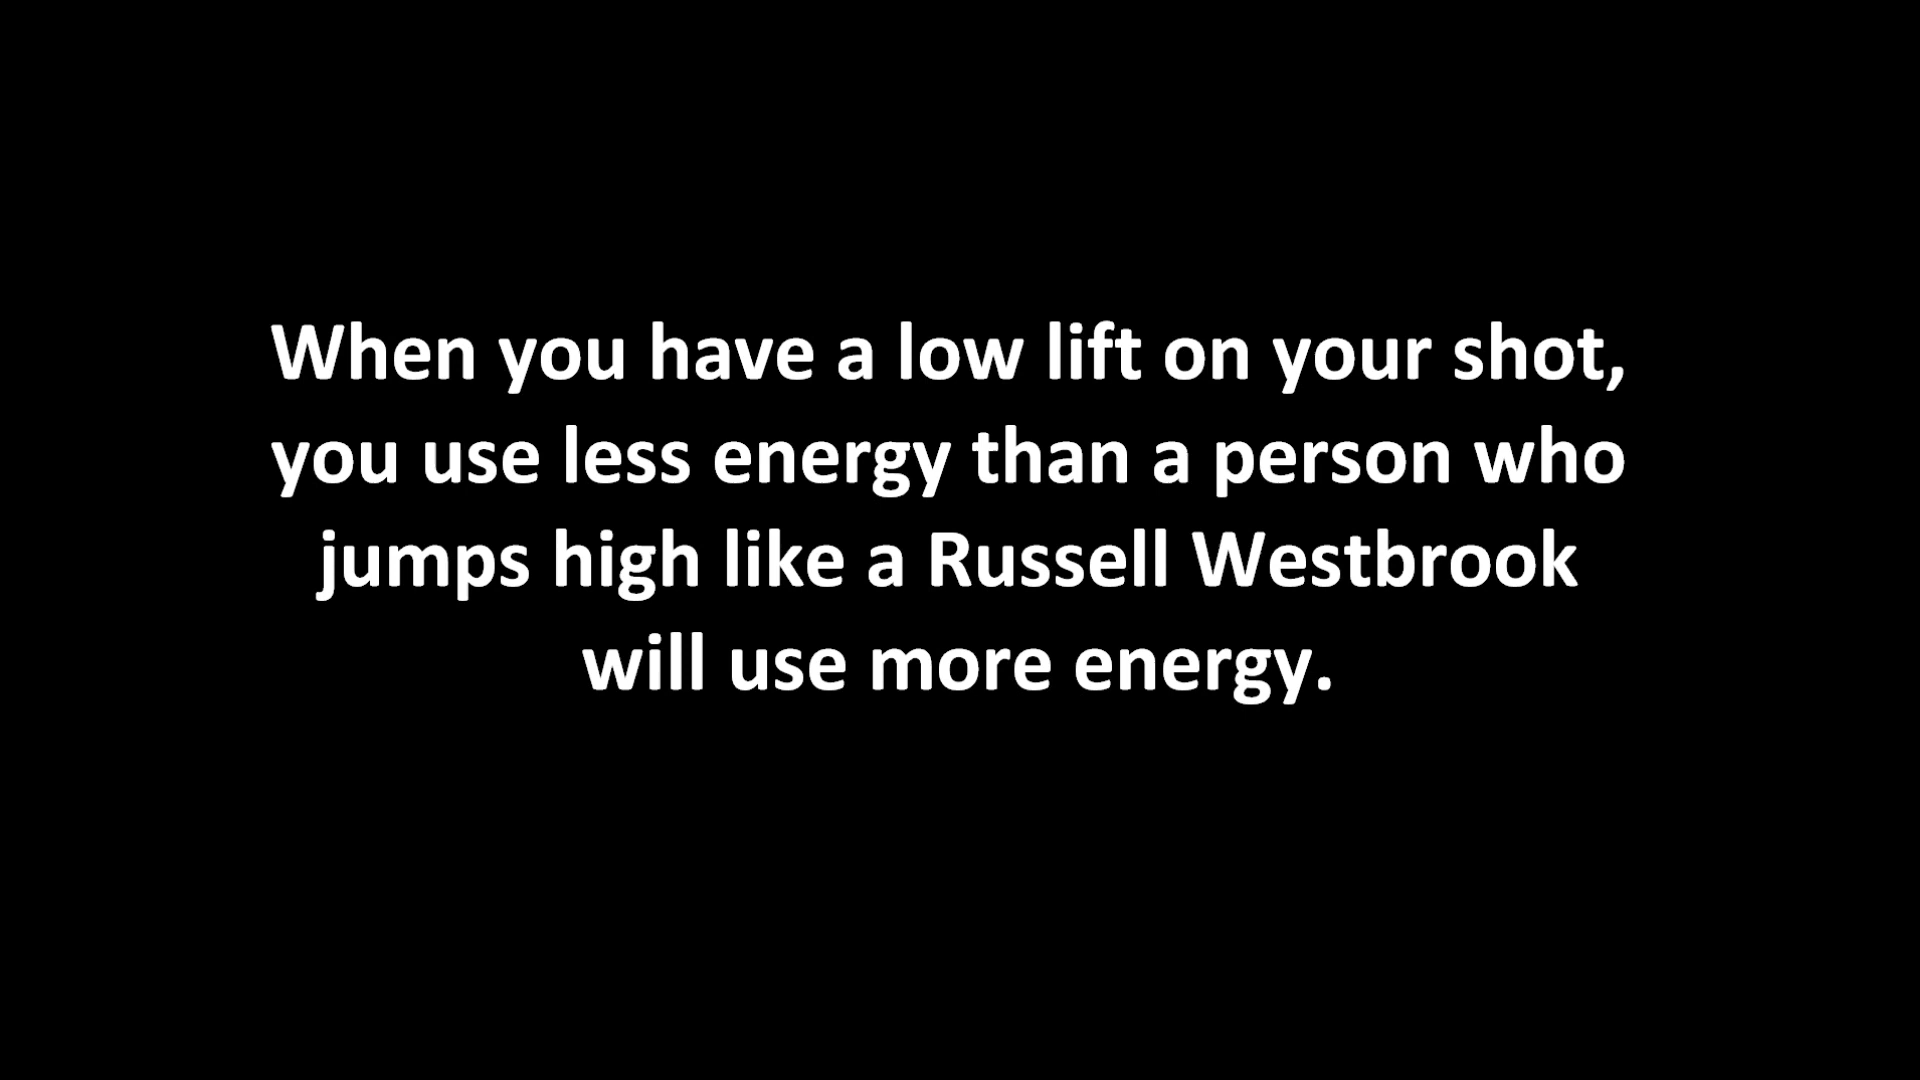 When you have a low lift on your shot,
you use less energy than a person who
jumps high like a Russell Westbrook
will use more energy.